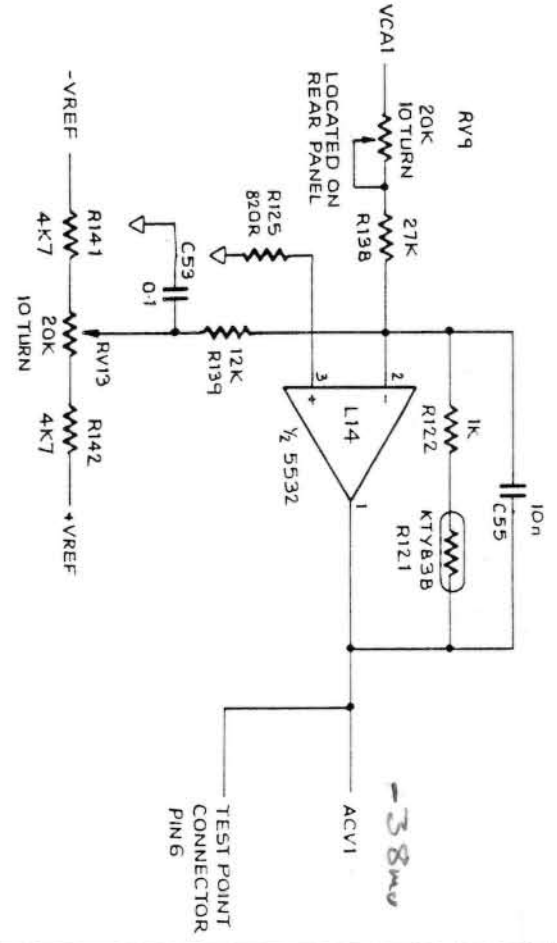 VCA1
RV9
20K
10 TURN
LOCATED ON
REAR PANEL
27K
R138
R125
820R
C53
0·1
12K
R139
-VREF
R141
4K7
RV13
20K
10 TURN
R142
4K7
+VREF
2
-
3
+
L14
½ 5532
1
1K
R122
KTY83B
R121
10n
C55
ACV1
-38mv
TEST POINT
CONNECTOR
PIN 6